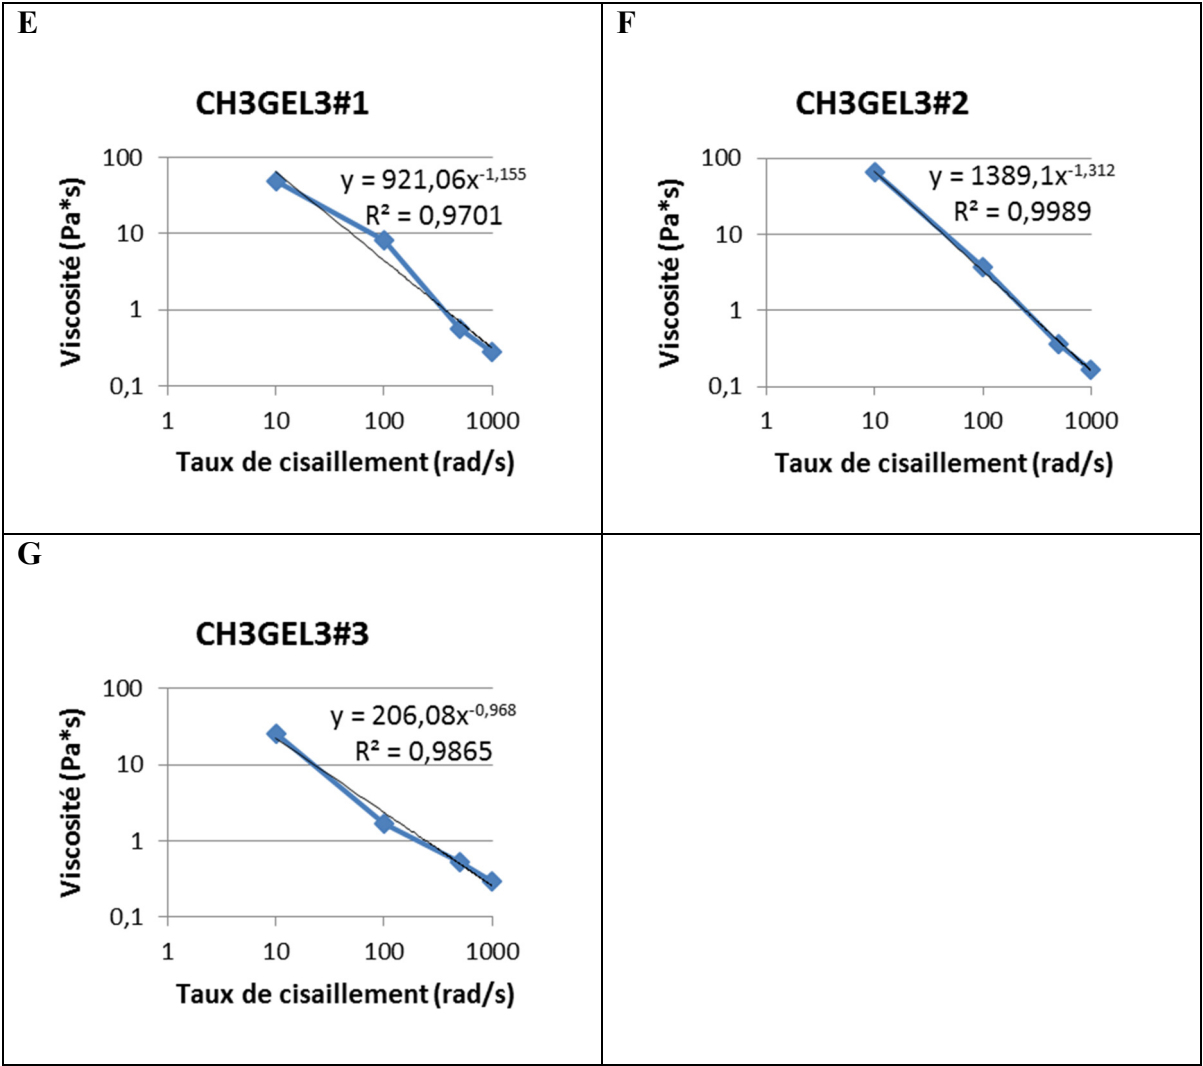 E
CH3GEL3#1
y = 921,06x^-1,155
R² = 0,9701
Viscosité (Pa*s)
100
10
1
0,1
1 10 100 1000
Taux de cisaillement (rad/s)
F
CH3GEL3#2
y = 1389,1x^-1,312
R² = 0,9989
Viscosité (Pa*s)
100
10
1
0,1
1 10 100 1000
Taux de cisaillement (rad/s)
G
CH3GEL3#3
y = 206,08x^-0,968
R² = 0,9865
Viscosité (Pa*s)
100
10
1
0,1
1 10 100 1000
Taux de cisaillement (rad/s)